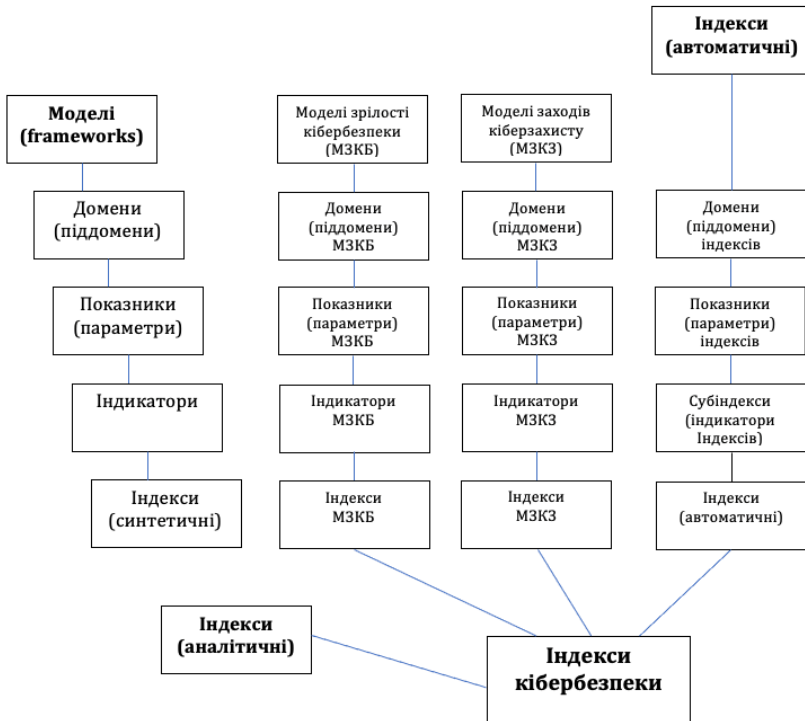 Індекси
(автоматичні)
Моделі
(frameworks)
Моделі зрілості
кібербезпеки
(МЗКБ)
Моделі заходів
кіберзахисту
(МЗКЗ)
Домени
(піддомени)
Домени
(піддомени)
МЗКБ
Домени
(піддомени)
МЗКЗ
Домени
(піддомени)
індексів
Показники
(параметри)
Показники
(параметри)
МЗКБ
Показники
(параметри)
МЗКЗ
Показники
(параметри)
індексів
Індикатори
Індикатори
МЗКБ
Індикатори
МЗКЗ
Субіндекси
(індикатори
Індексів)
Індекси
(синтетичні)
Індекси
МЗКБ
Індекси
МЗКЗ
Індекси
(автоматичні)
Індекси
(аналітичні)
Індекси
кібербезпеки